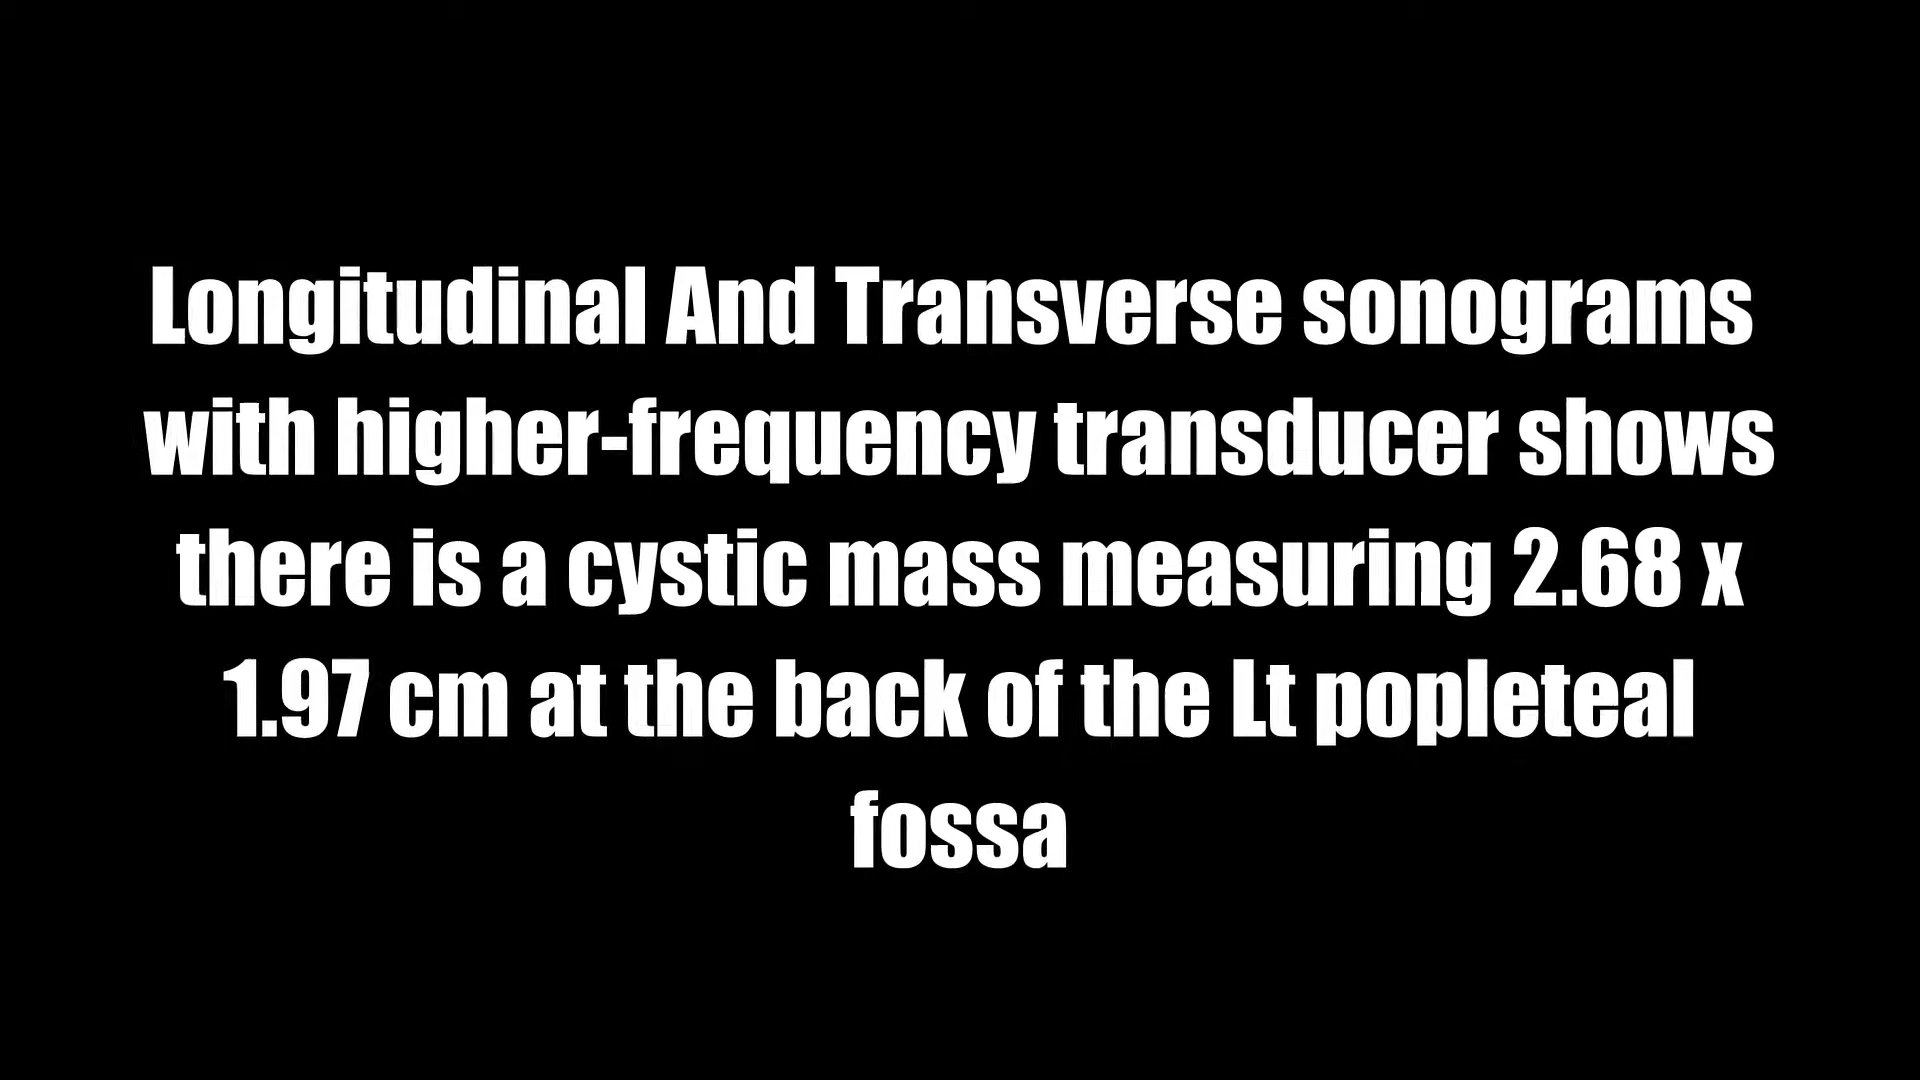 Longitudinal And Transverse sonograms
with higher-frequency transducer shows
there is a cystic mass measuring 2.68 x
1.97 cm at the back of the Lt popleteal
fossa